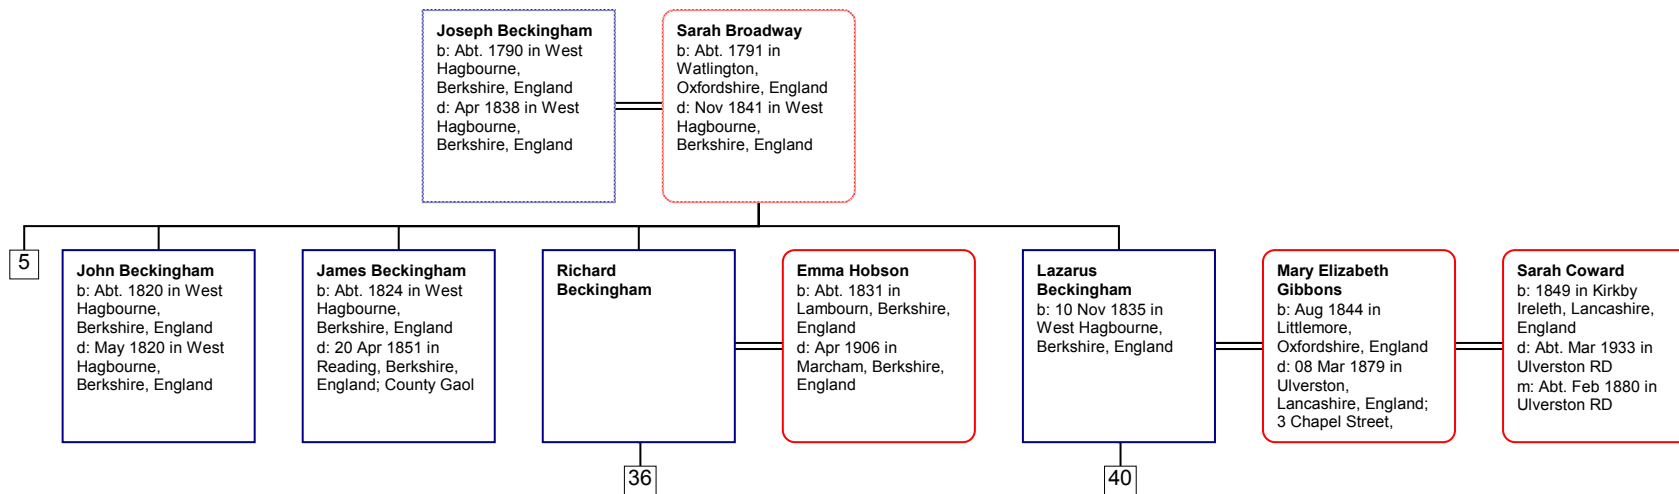 Joseph Beckingham
b: Abt. 1790 in West
Hagbourne,
Berkshire, England
d: Apr 1838 in West
Hagbourne,
Berkshire, England
Sarah Broadway
b: Abt. 1791 in
Watlington,
Oxfordshire, England
d: Nov 1841 in West
Hagbourne,
Berkshire, England
5
John Beckingham
b: Abt. 1820 in West
Hagbourne,
Berkshire, England
d: May 1820 in West
Hagbourne,
Berkshire, England
James Beckingham
b: Abt. 1824 in West
Hagbourne,
Berkshire, England
d: 20 Apr 1851 in
Reading, Berkshire,
England; County Gaol
Richard
Beckingham
Emma Hobson
b: Abt. 1831 in
Lambourn, Berkshire,
England
d: Apr 1906 in
Marcham, Berkshire,
England
Lazarus
Beckingham
b: 10 Nov 1835 in
West Hagbourne,
Berkshire, England
Mary Elizabeth
Gibbons
b: Aug 1844 in
Littlemore,
Oxfordshire, England
d: 08 Mar 1879 in
Ulverston,
Lancashire, England;
3 Chapel Street,
Sarah Coward
b: 1849 in Kirkby
Ireleth, Lancashire,
England
d: Abt. Mar 1933 in
Ulverston RD
m: Abt. Feb 1880 in
Ulverston RD
36
40